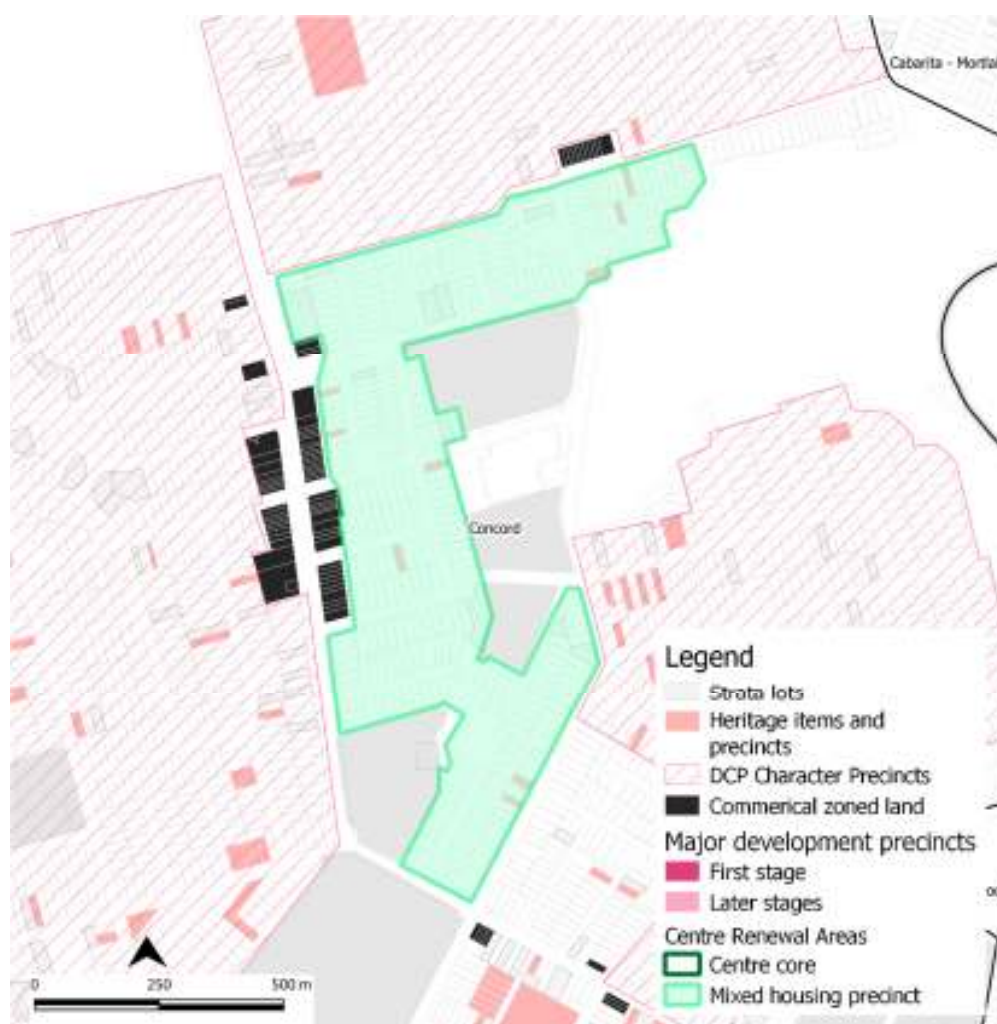 Cabarita - Mortla
Concord
Legend
Strata lots
Heritage items and
precincts
DCP Character Precincts
Commerical zoned land
Major development precincts
First stage
Later stages
Centre Renewal Areas
Centre core
Mixed housing precinct
0 250 500 m